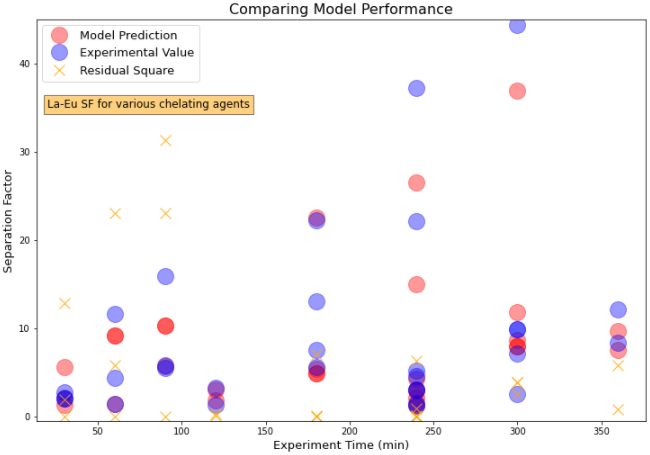 Comparing Model Performance
Model Prediction
Experimental Value
Residual Square
La-Eu SF for various chelating agents
Separation Factor
40
30
20
10
0
50
100
150
200
250
300
350
Experiment Time (min)